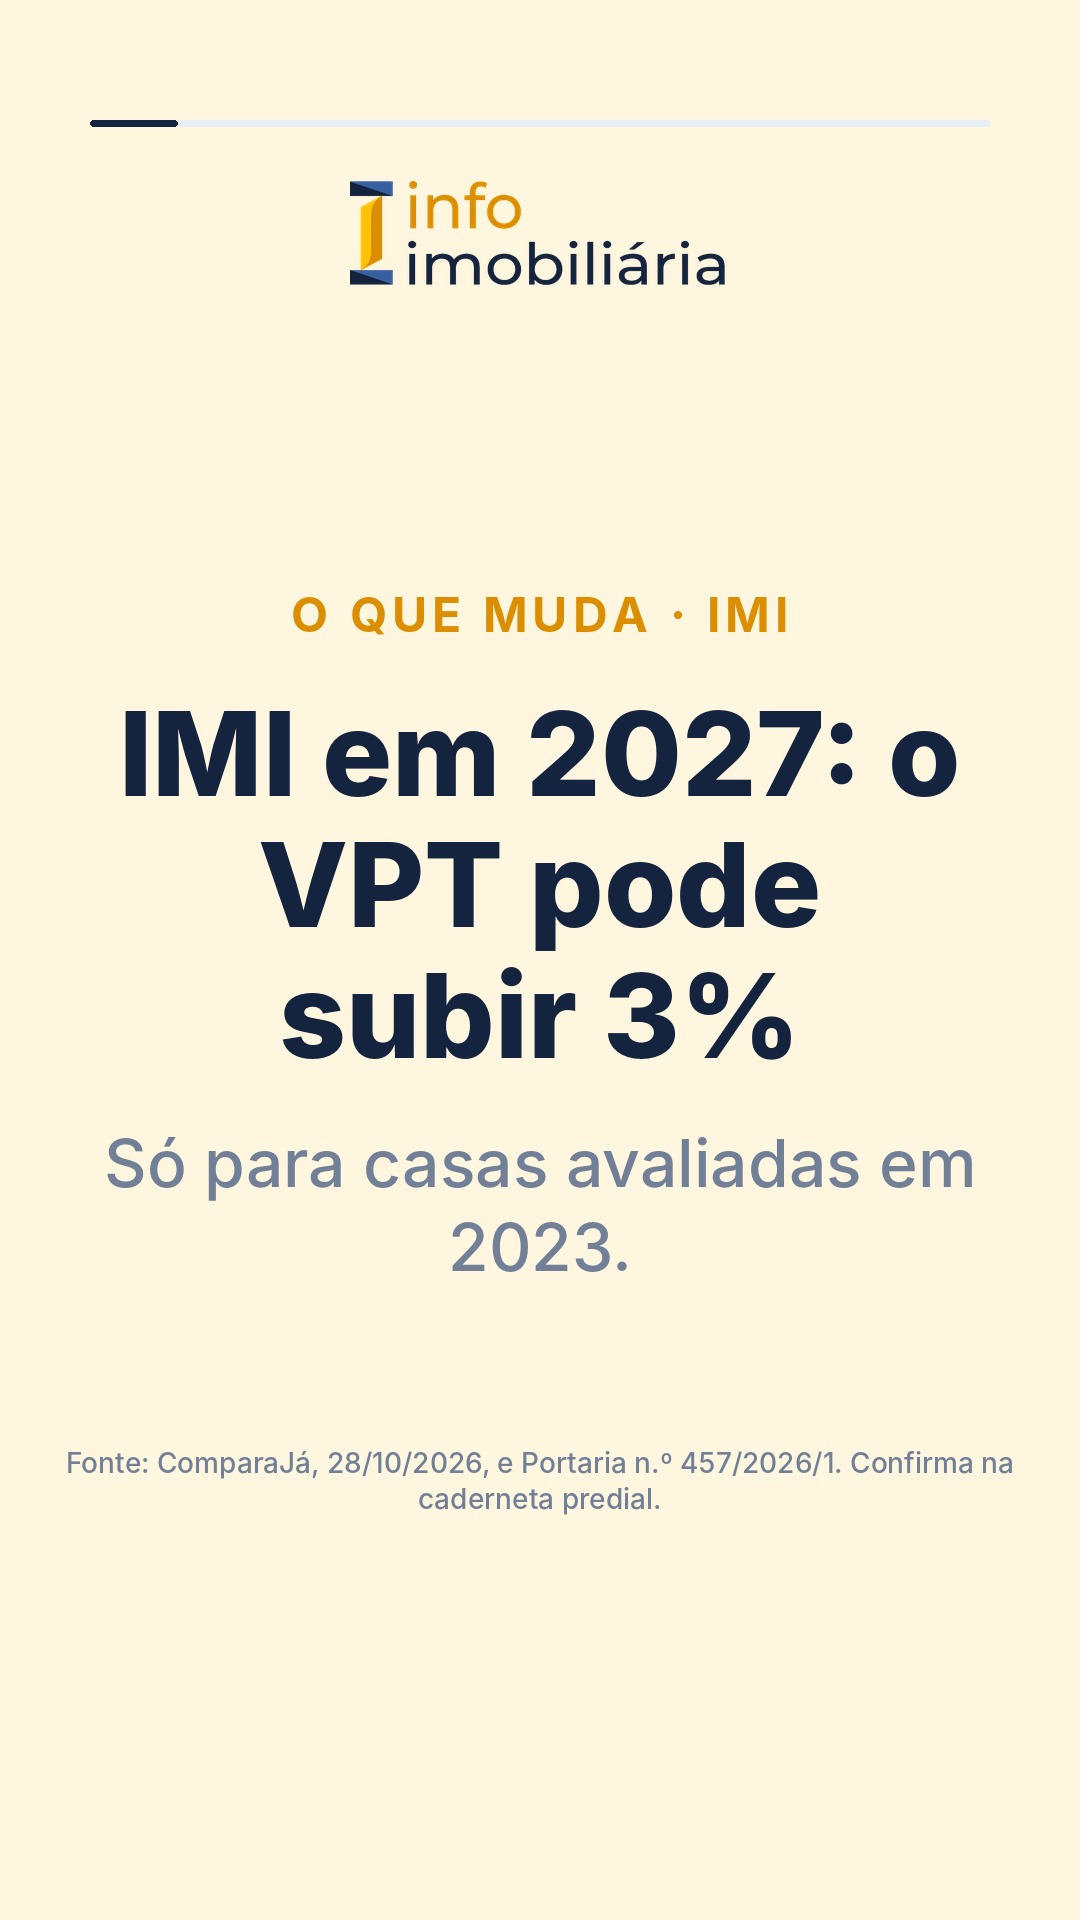 info
imobiliária
O QUE MUDA · IMI
IMI em 2027: o
VPT pode
subir 3%
Só para casas avaliadas em
2023.
Fonte: ComparaJá, 28/10/2026, e Portaria n.º 457/2026/1. Confirma na
caderneta predial.